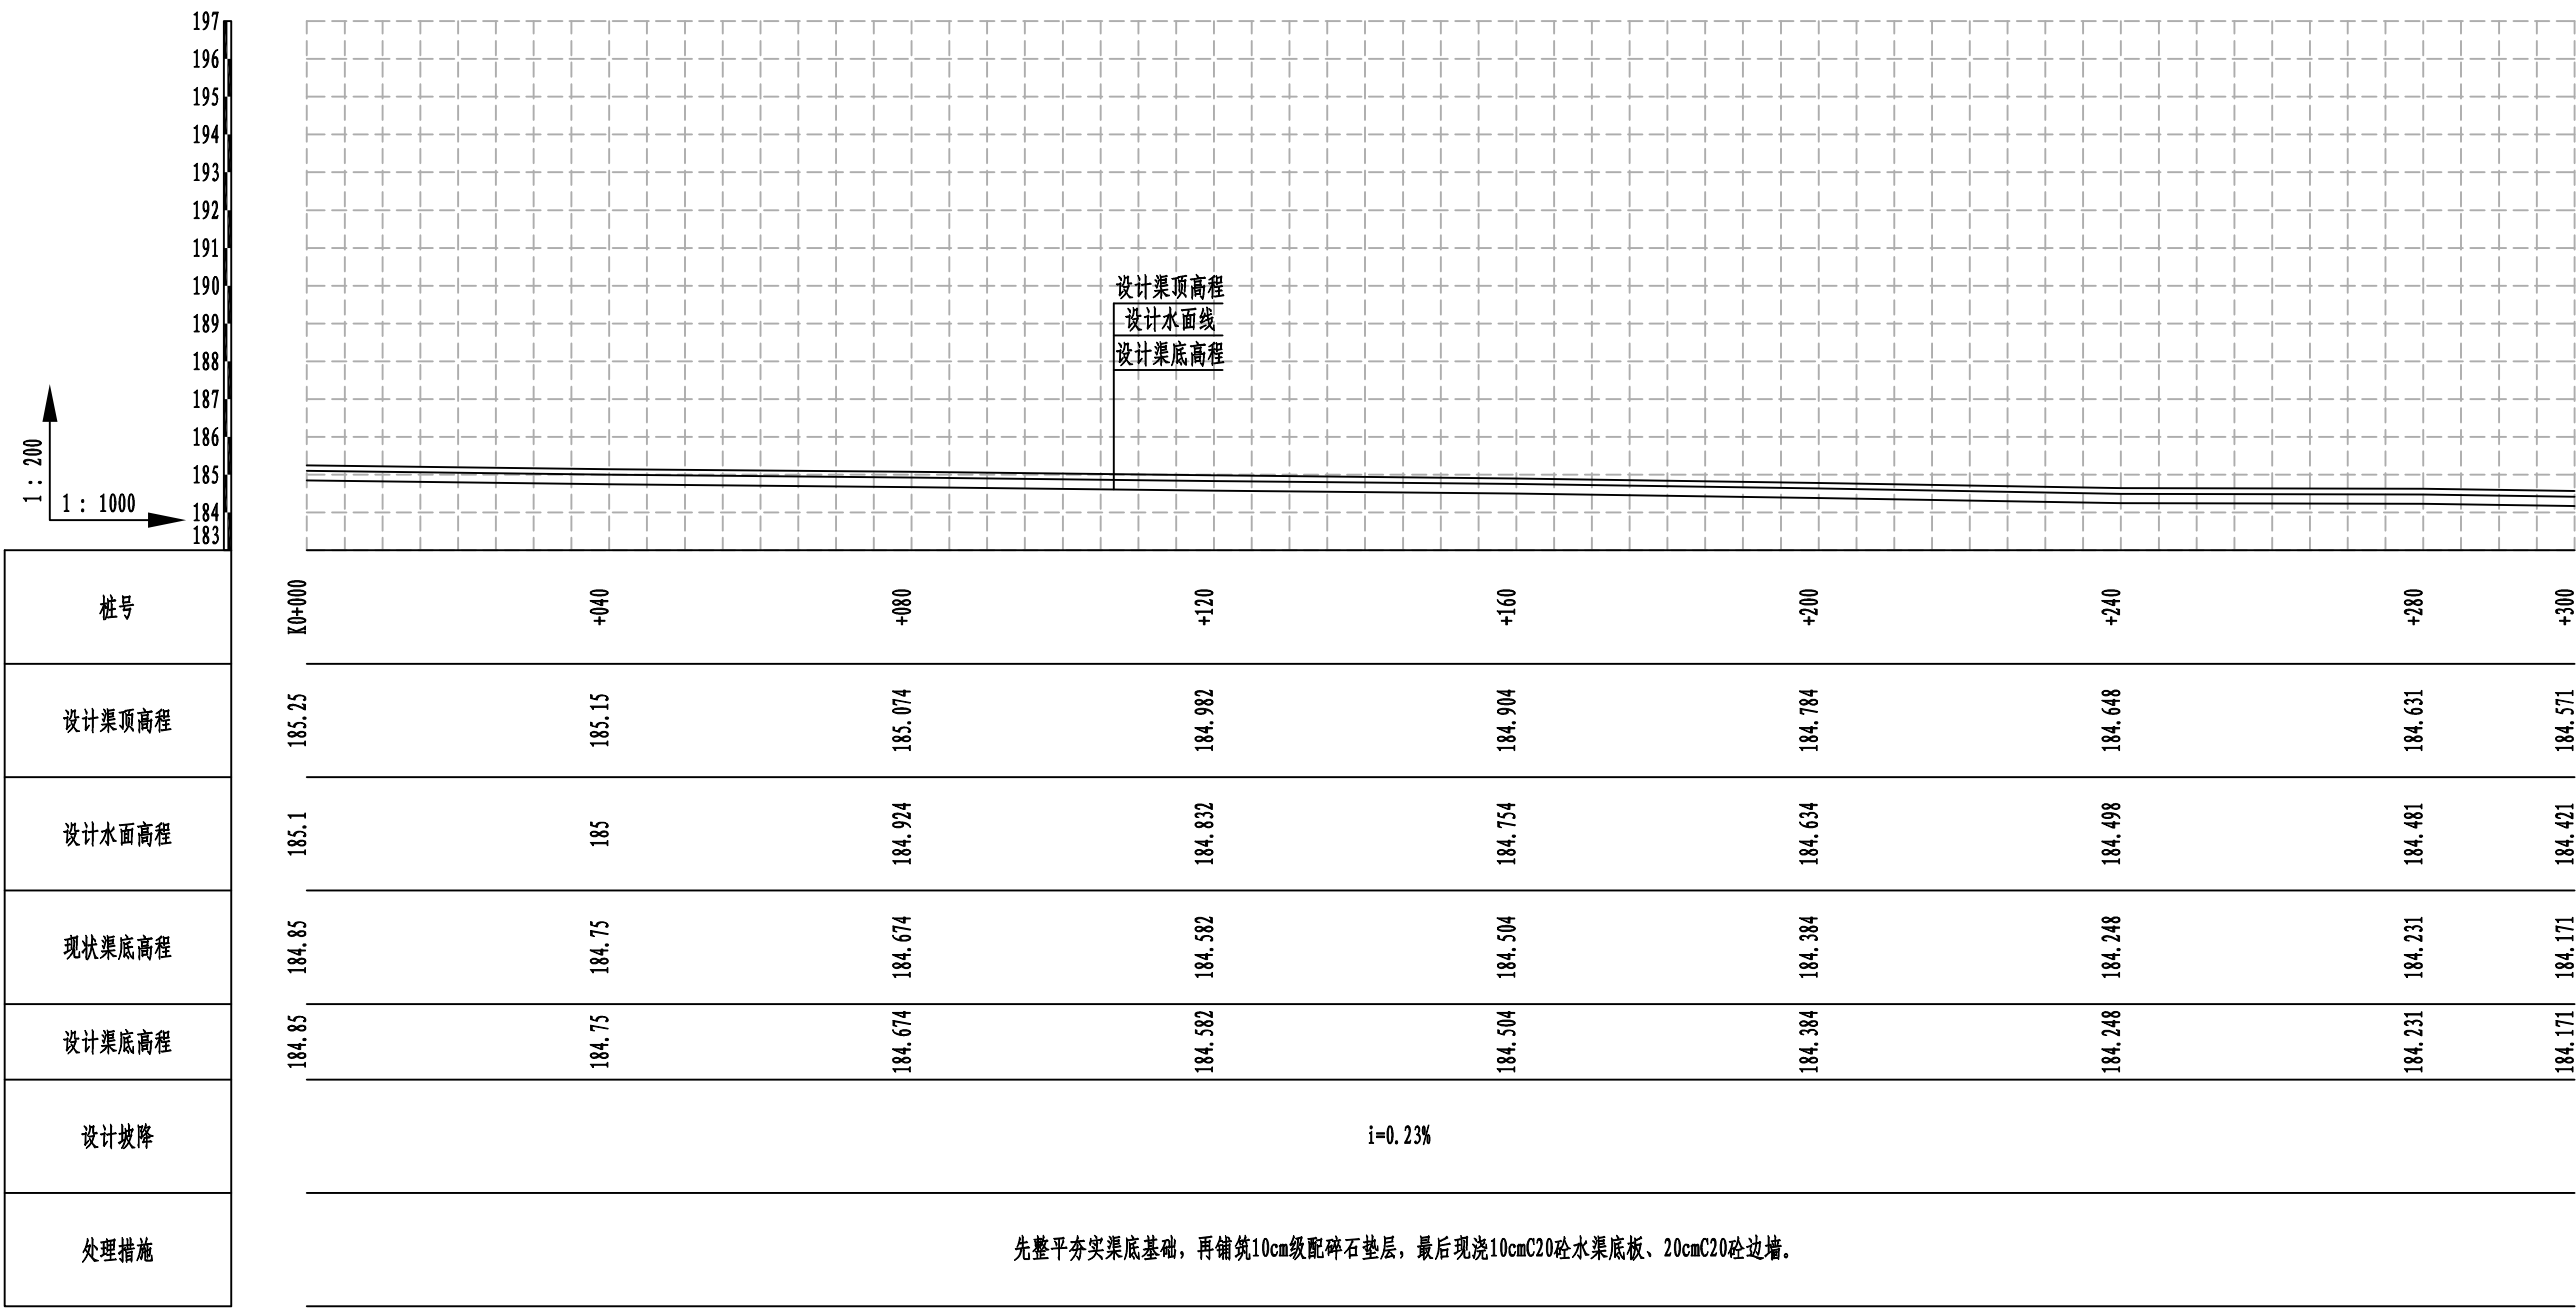 197
196
195
194
193
192
191
190
189
188
187
186
185
184
183
1: 200
1: 1000
设计渠顶高程
设计水面线
设计渠底高程
桩号 K0+000 +040 +080 +120 +160 +200 +240 +280 +300
设计渠顶高程 185.25 185.15 185.074 184.982 184.904 184.784 184.648 184.631 184.571
设计水面高程 185.1 185 184.924 184.832 184.754 184.634 184.498 184.481 184.421
现状渠底高程 184.85 184.75 184.674 184.582 184.504 184.384 184.248 184.231 184.171
设计渠底高程 184.85 184.75 184.674 184.582 184.504 184.384 184.248 184.231 184.171
设计坡降 i=0.23%
处理措施 先整平夯实渠底基础，再铺筑10cm级配碎石垫层，最后现浇10cmC20砼水渠底板、20cmC20砼边墙。